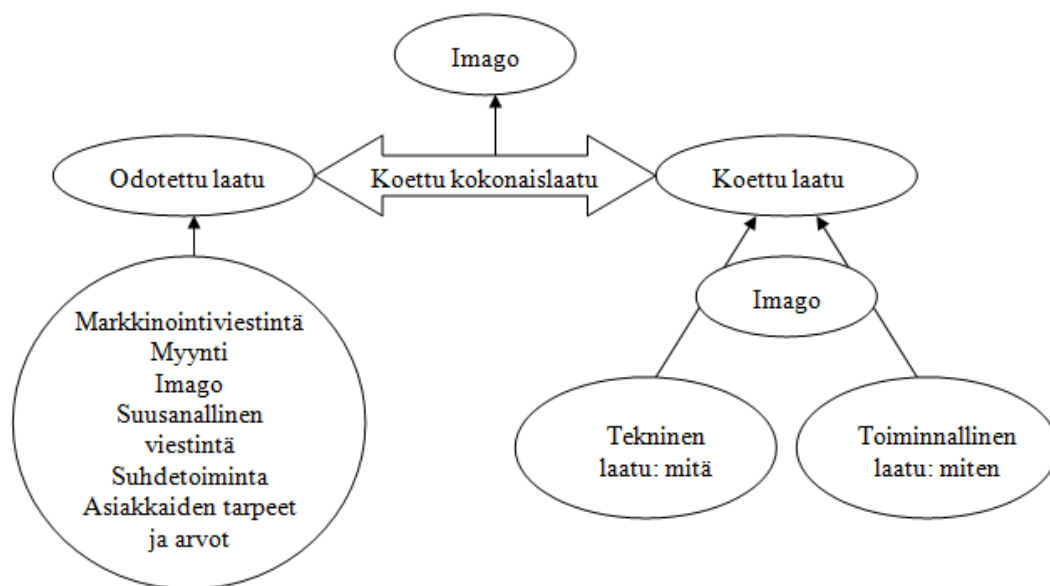 Imago
Odotettu laatu
Koettu kokonaislaatu
Koettu laatu
Markkinointiviestintä
Myynti
Imago
Suusanallinen
viestintä
Suhdetoiminta
Asiakkaiden tarpeet
ja arvot
Imago
Tekninen
laatu: mitä
Toiminnallinen
laatu: miten